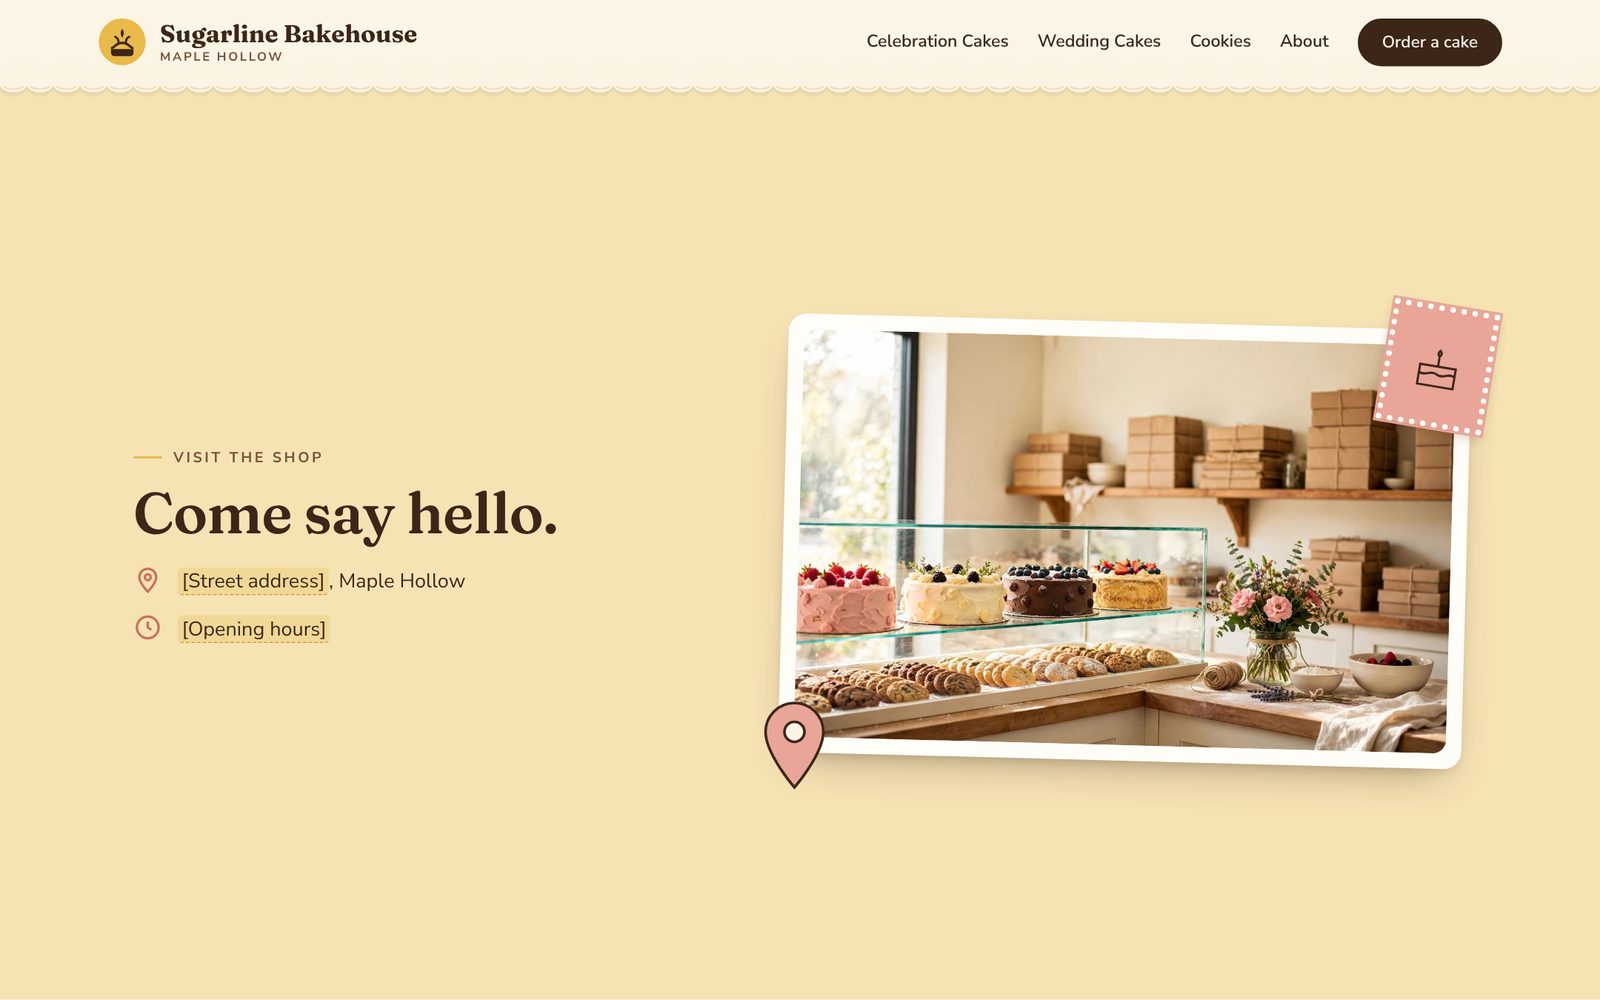 Sugarline Bakehouse
MAPLE HOLLOW
Celebration Cakes
Wedding Cakes
Cookies
About
Order a cake
VISIT THE SHOP
Come say hello.
[Street address], Maple Hollow
[Opening hours]